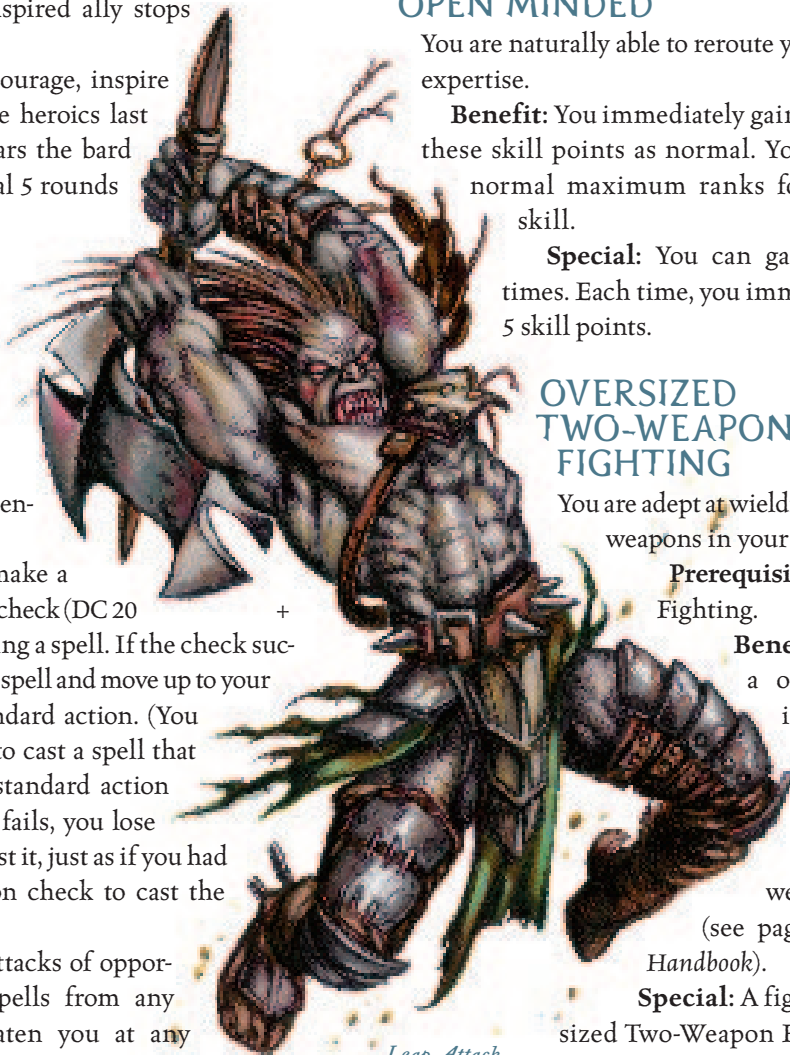 spired ally stops
ourage, inspire
e heroics last
ars the bard
al 5 rounds
en-
make a
check (DC 20 +
ng a spell. If the check suc-
spell and move up to your
ndard action. (You
to cast a spell that
standard action
fails, you lose
st it, just as if you had
on check to cast the
ttacks of oppor-
pells from any
aten you at any
OPEN MINDED
You are naturally able to reroute y
expertise.
Benefit: You immediately gain
these skill points as normal. Yo
normal maximum ranks fo
skill.
Special: You can ga
times. Each time, you imm
5 skill points.
OVERSIZED
TWO-WEAPON
FIGHTING
You are adept at wield
weapons in your
Prerequisi
Fighting.
Bene
a o
i
we
(see pag
Handbook).
Special: A fig
sized Two-Weapon F
Leap Attack